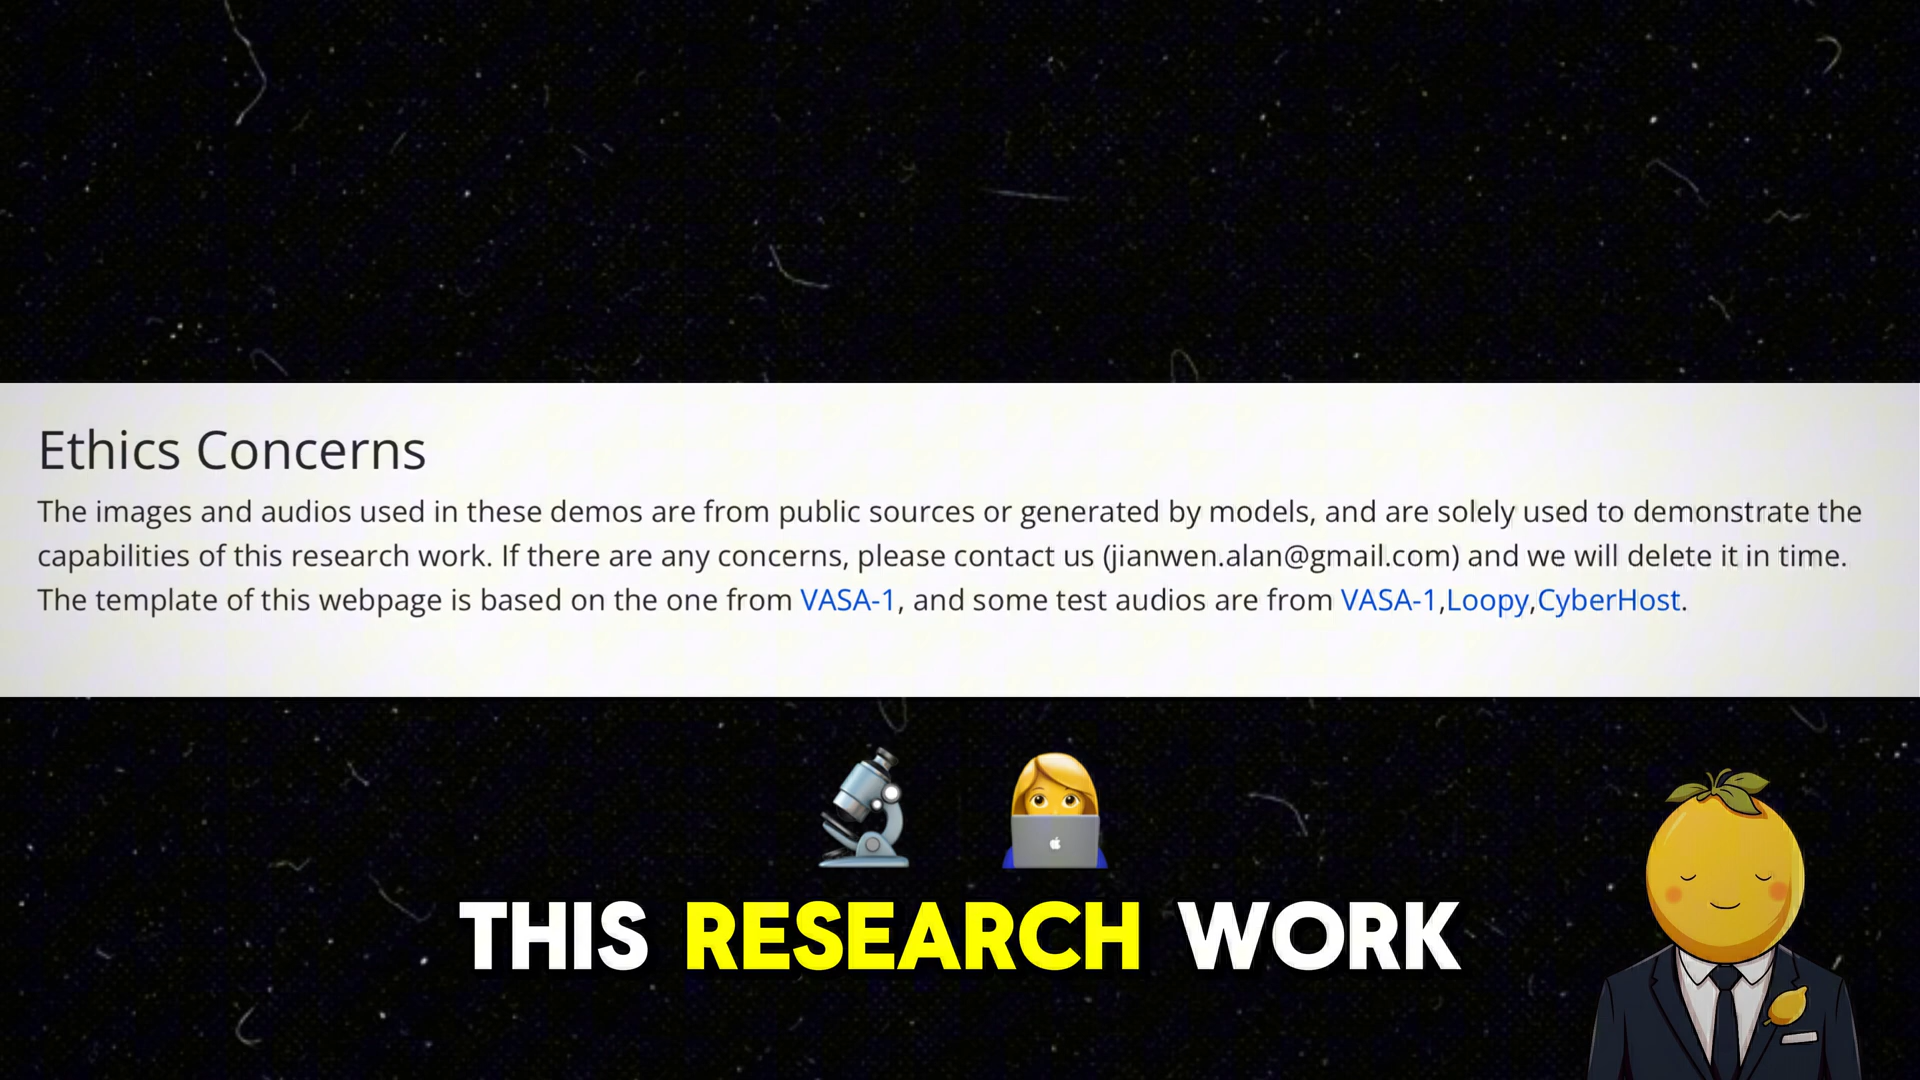 Ethics Concerns
The images and audios used in these demos are from public sources or generated by models, and are solely used to demonstrate the
capabilities of this research work. If there are any concerns, please contact us (jianwen.alan@gmail.com) and we will delete it in time.
The template of this webpage is based on the one from VASA-1, and some test audios are from VASA-1,Loopy,CyberHost.
THIS RESEARCH WORK